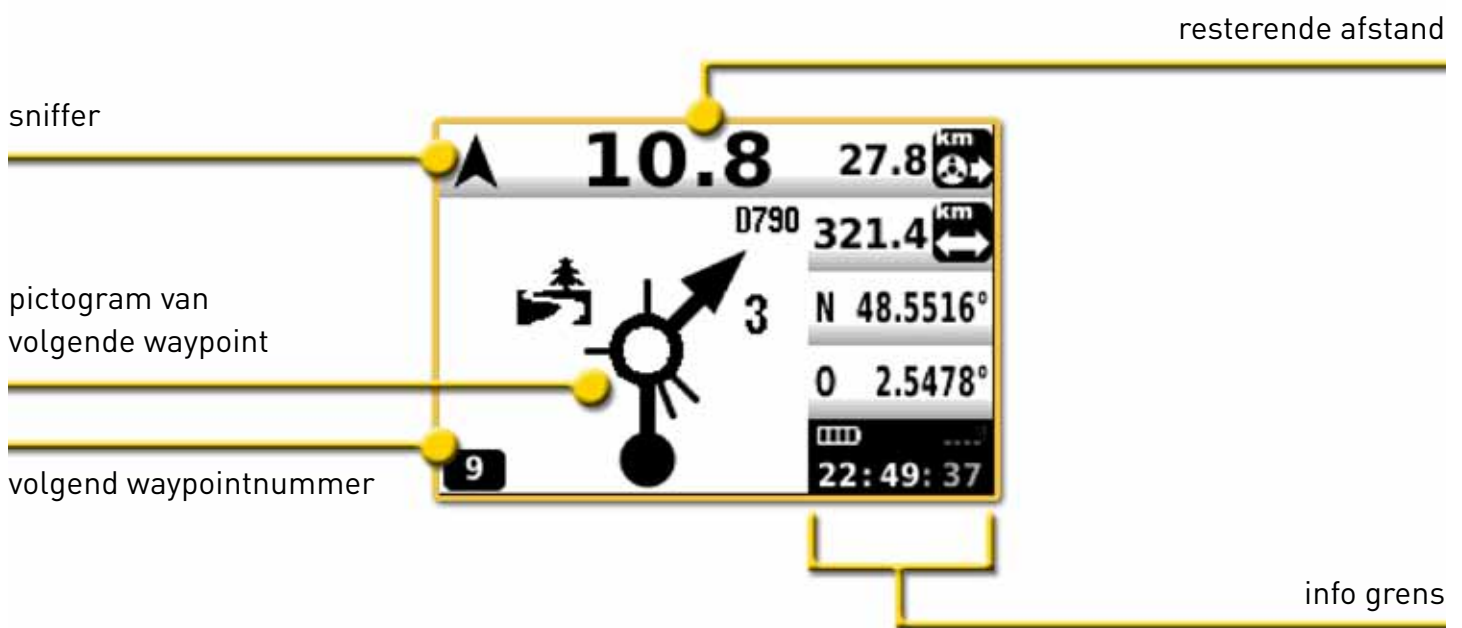 resterende afstand
sniffer
10.8
27.8 km
D790
321.4 km
pictogram van
volgende waypoint
3
N 48.5516°
O 2.5478°
9
22:49:37
volgend waypointnummer
info grens